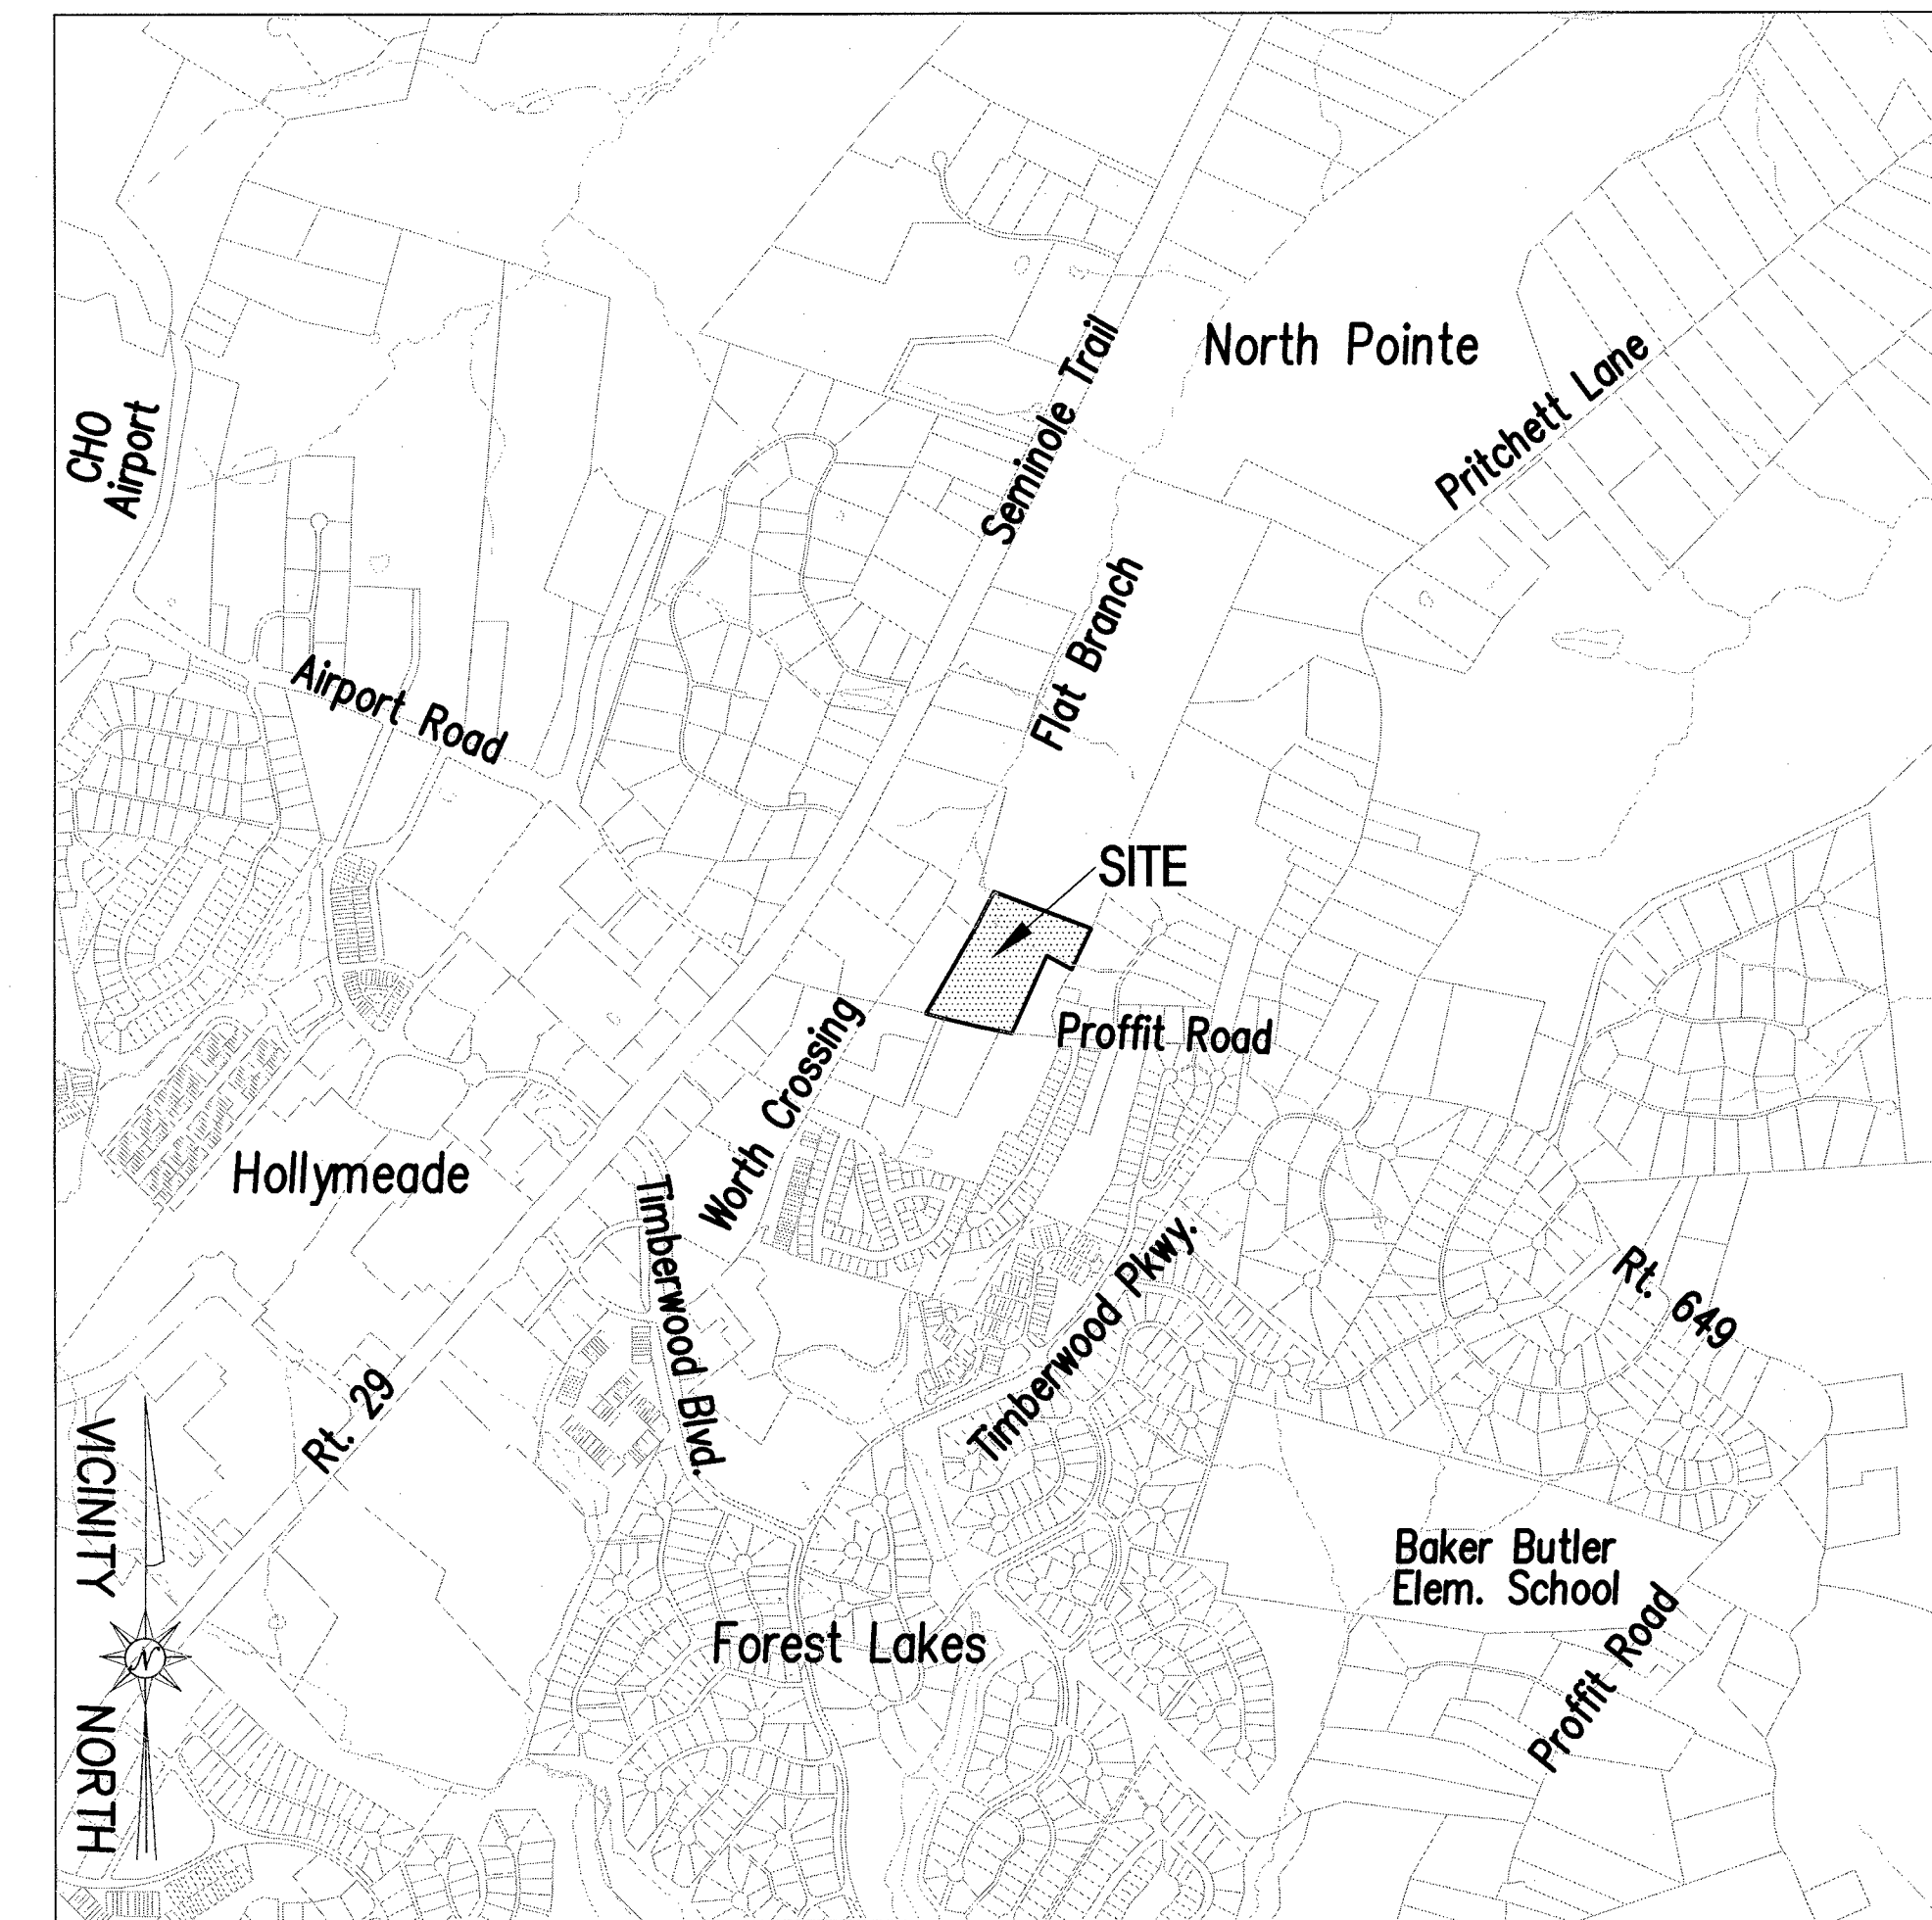 North Pointe
Seminole Trail
Pritchett Lane
CHO
Airport
Flat Branch
Airport Road
SITE
Proffit Road
Worth Crossing
Hollymeade
Timberwood Blvd.
Timberwood Pkwy.
Rt. 649
Rt. 29
VICINITY
NORTH
N
Baker Butler
Elem. School
Forest Lakes
Proffit Road